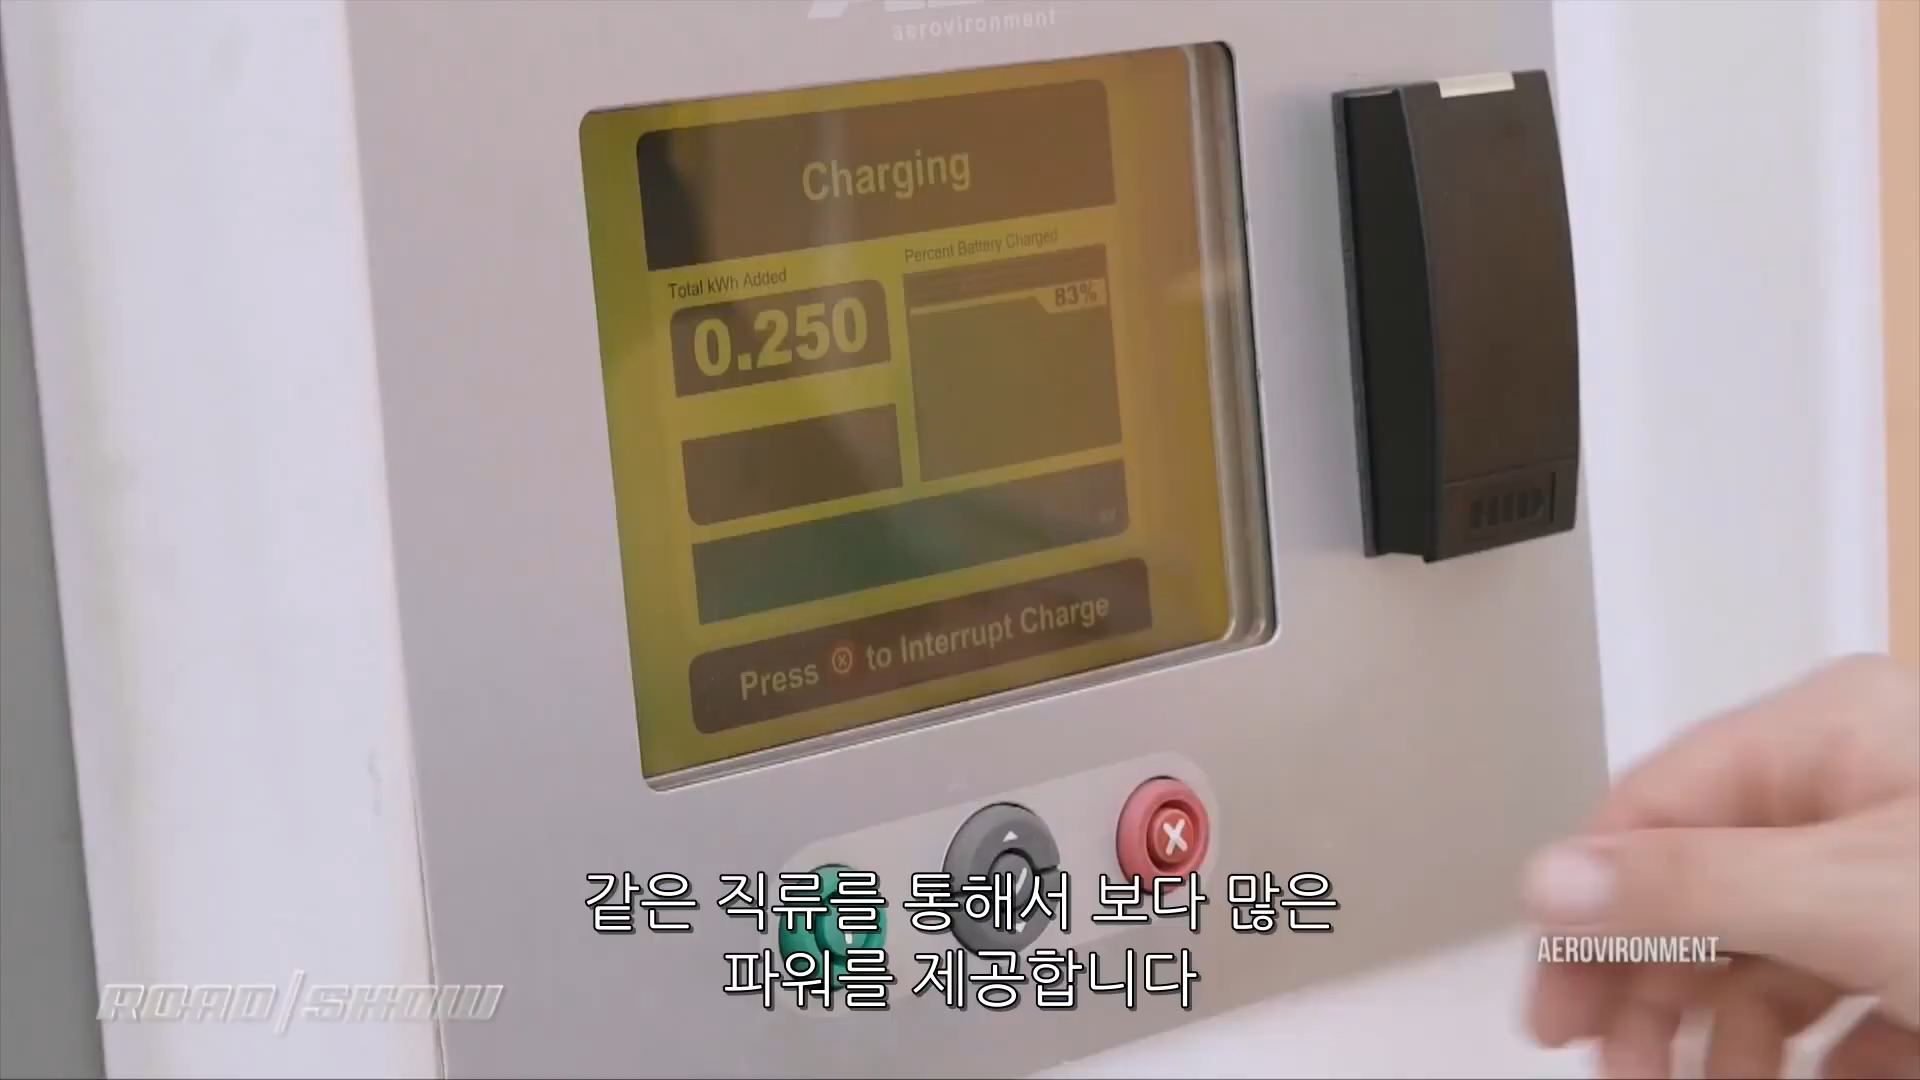 aerovironment
Charging
Total kWh Added
Percent Battery Charged
0.250
83%
Press ⓧ to Interrupt Charge
같은 직류를 통해서 보다 많은
파워를 제공합니다
AEROVIRONMENT
ROAD/SHOW